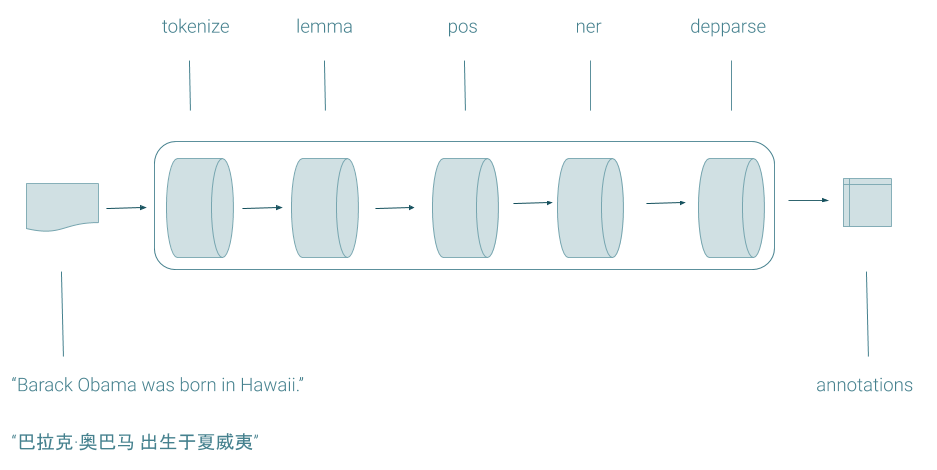 tokenize lemma pos ner depparse
“Barack Obama was born in Hawaii.” annotations
“巴拉克·奥巴马 出生于夏威夷”